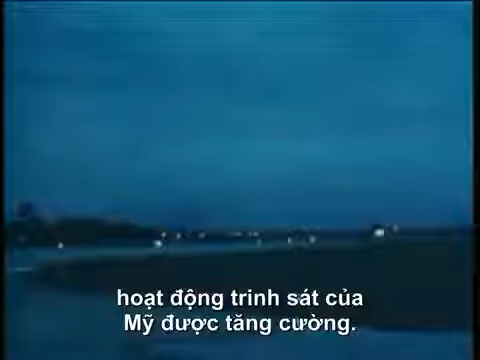 hoạt động trinh sát của
Mỹ được tăng cường.